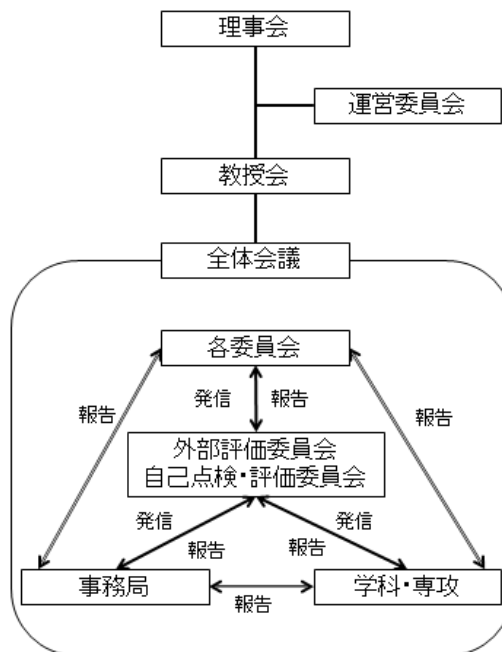 理事会
運営委員会
教授会
全体会議
各委員会
報告
発信
報告
報告
外部評価委員会
自己点検・評価委員会
発信
発信
報告
報告
事務局
報告
学科・専攻